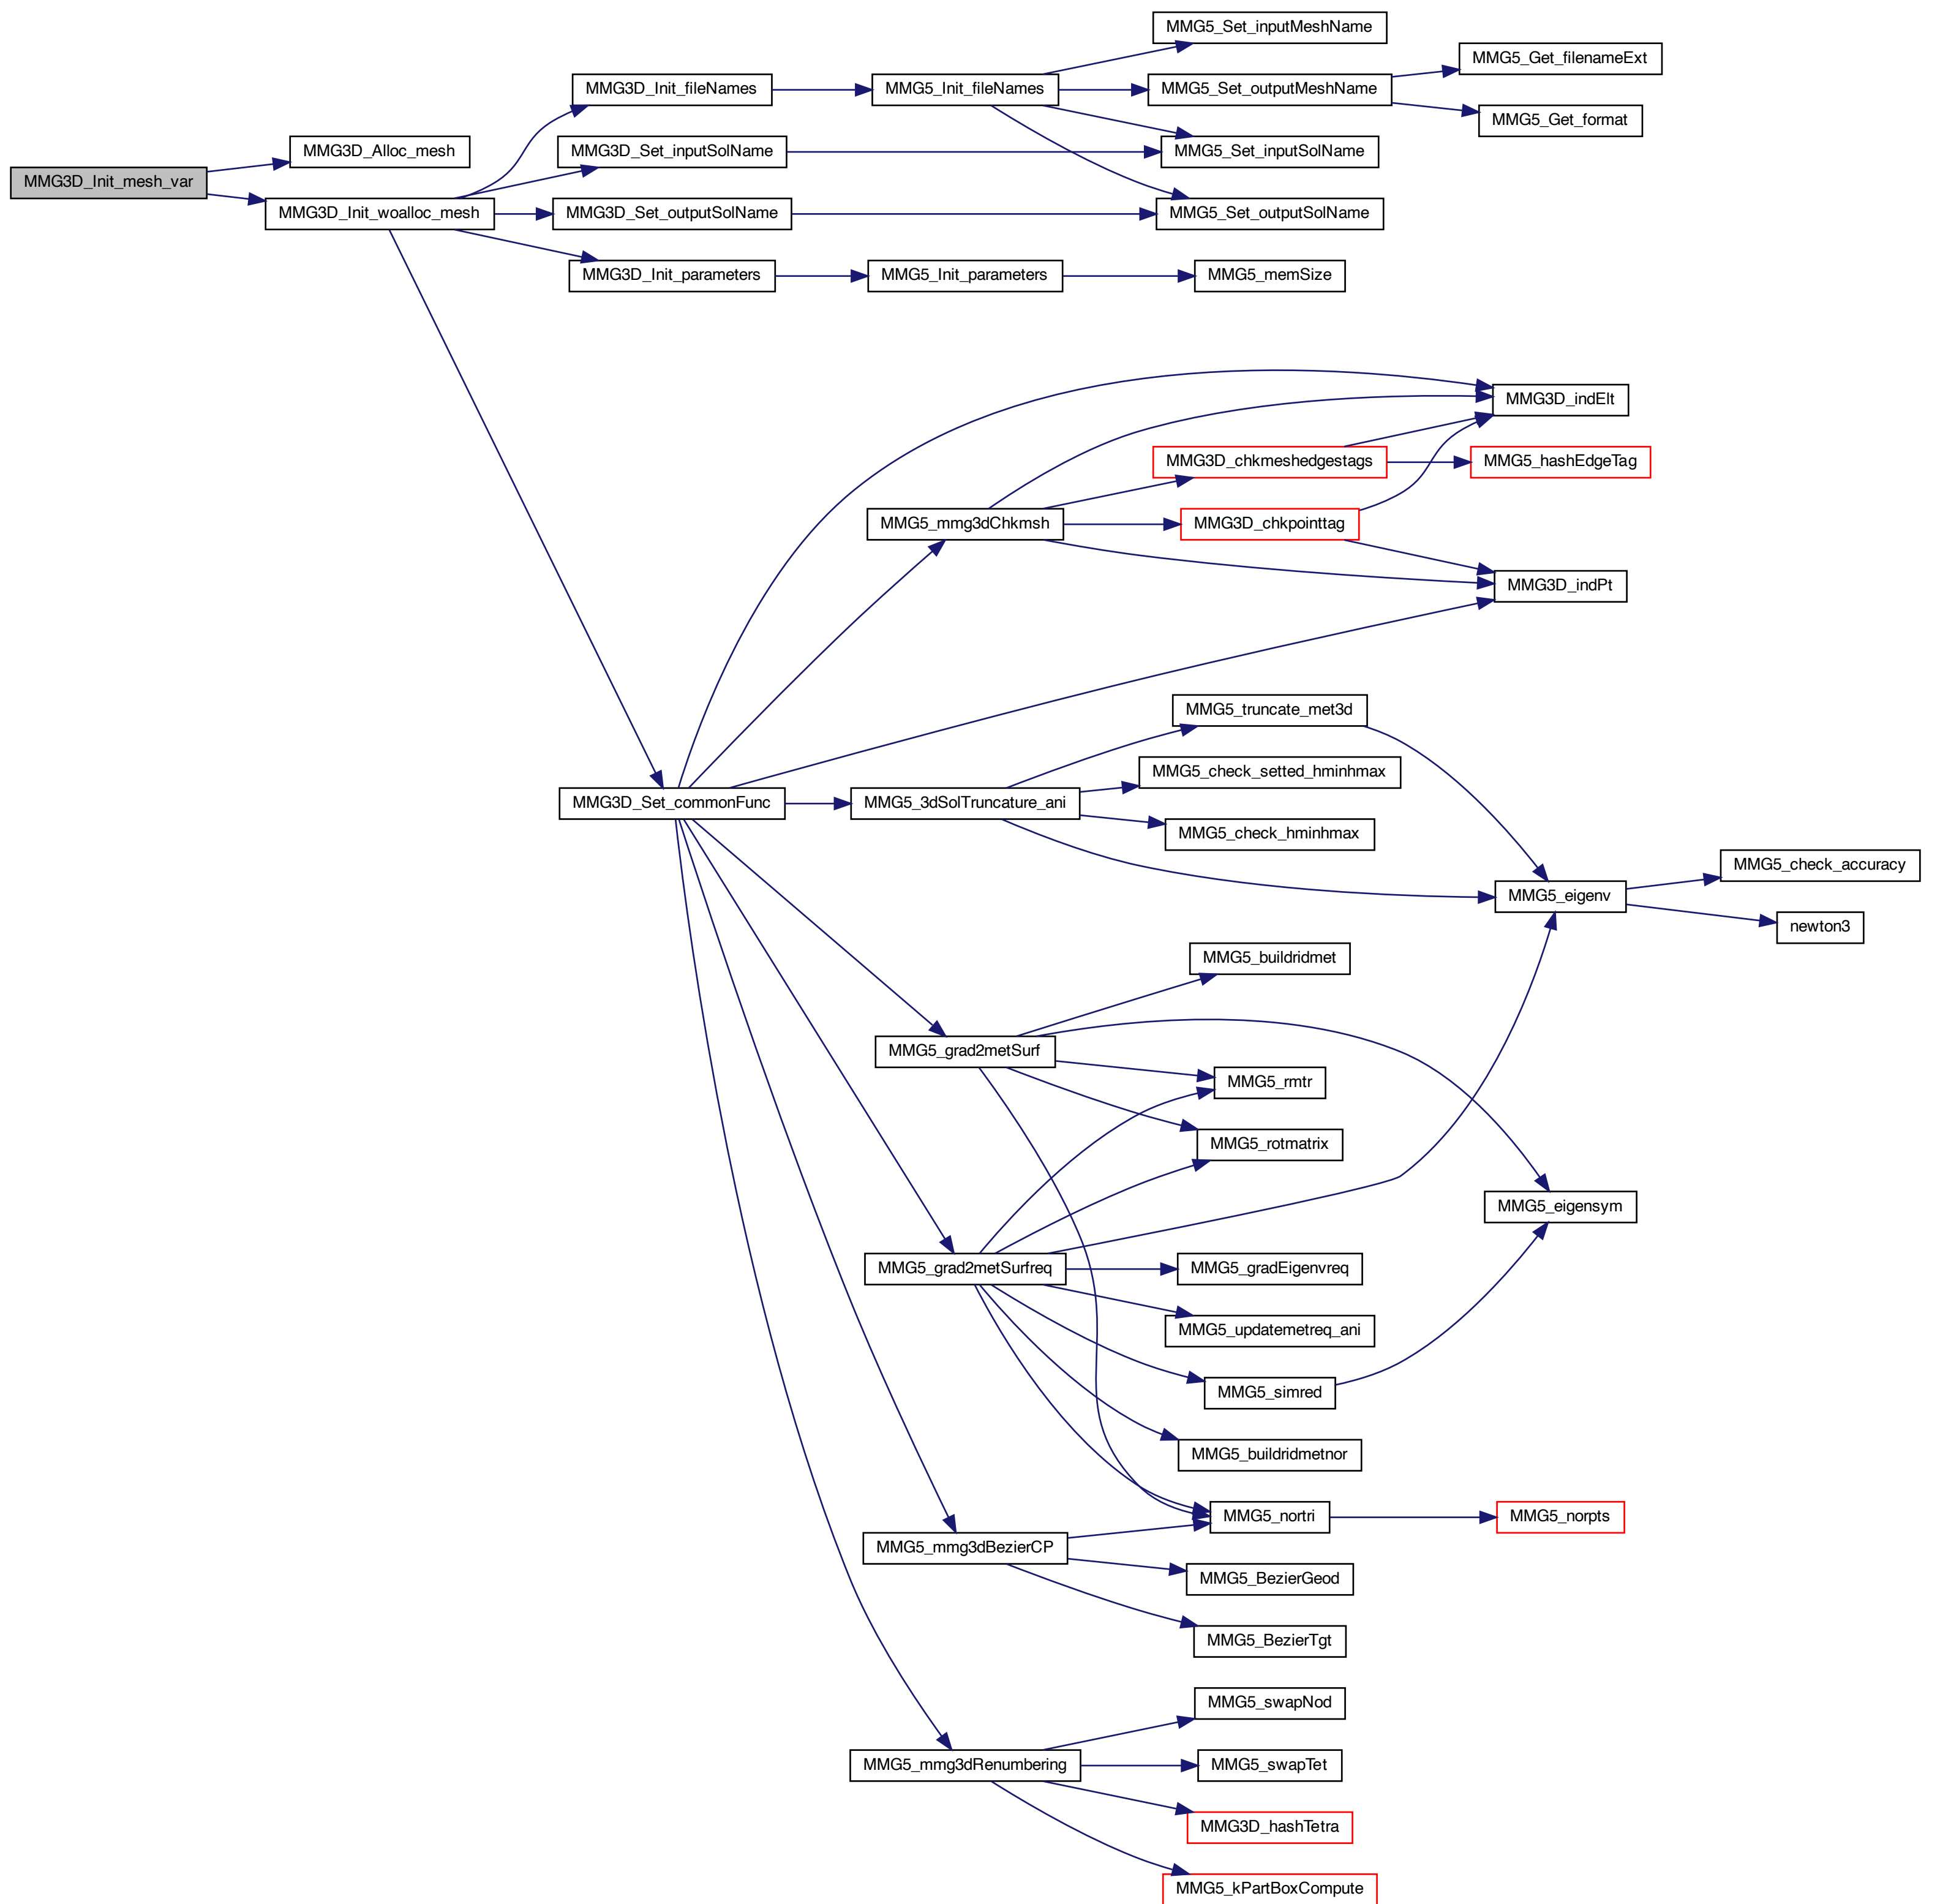 MMG5_Set_inputMeshName
MMG5_Get_filenameExt
MMG3D_Init_fileNames
MMG5_Init_fileNames
MMG5_Set_outputMeshName
MMG5_Get_format
MMG3D_Alloc_mesh
MMG3D_Set_inputSolName
MMG5_Set_inputSolName
MMG3D_Init_mesh_var
MMG3D_Init_woalloc_mesh
MMG3D_Set_outputSolName
MMG5_Set_outputSolName
MMG3D_Init_parameters
MMG5_Init_parameters
MMG5_memSize
MMG3D_indElt
MMG3D_chkmeshedgestags
MMG5_hashEdgeTag
MMG5_mmg3dChkmsh
MMG3D_chkpointtag
MMG3D_indPt
MMG5_truncate_met3d
MMG5_check_setted_hminhmax
MMG3D_Set_commonFunc
MMG5_3dSolTruncature_ani
MMG5_check_hminhmax
MMG5_check_accuracy
MMG5_eigenv
newton3
MMG5_buildridmet
MMG5_grad2metSurf
MMG5_rmtr
MMG5_rotmatrix
MMG5_eigensym
MMG5_grad2metSurfreq
MMG5_gradEigenvreq
MMG5_updatemetreq_ani
MMG5_simred
MMG5_buildridmetnor
MMG5_nortri
MMG5_norpts
MMG5_mmg3dBezierCP
MMG5_BezierGeod
MMG5_BezierTgt
MMG5_swapNod
MMG5_mmg3dRenumbering
MMG5_swapTet
MMG3D_hashTetra
MMG5_kPartBoxCompute